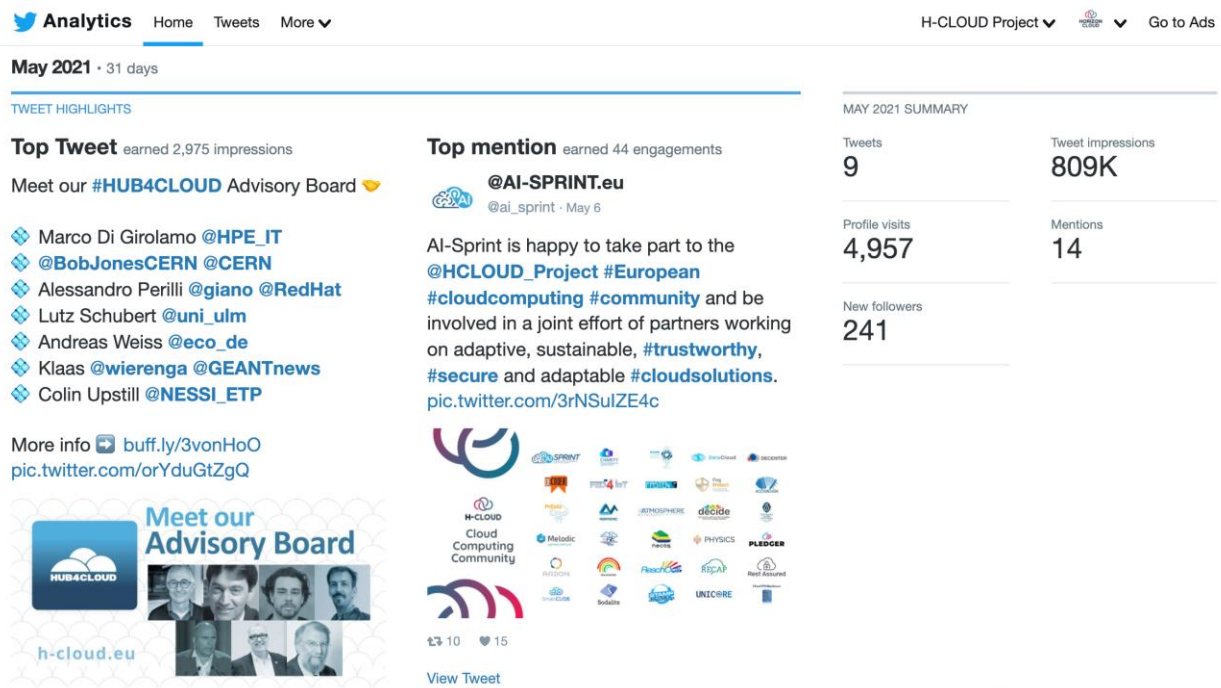 Analytics Home Tweets More H-CLOUD Project HORIZON CLOUD Go to Ads
May 2021 · 31 days
TWEET HIGHLIGHTS
Top Tweet earned 2,975 impressions
Meet our #HUB4CLOUD Advisory Board 🤝
💠 Marco Di Girolamo @HPE_IT
💠 @BobJonesCERN @CERN
💠 Alessandro Perilli @giano @RedHat
💠 Lutz Schubert @uni_ulm
💠 Andreas Weiss @eco_de
💠 Klaas @wierenga @GEANTnews
💠 Colin Upstill @NESSI_ETP
More info ➡️ buff.ly/3vonHoO
pic.twitter.com/orYduGtZgQ
HUB4CLOUD
Meet our
Advisory Board
h-cloud.eu
Top mention earned 44 engagements
@AI-SPRINT.eu
@ai_sprint · May 6
AI-Sprint is happy to take part to the
@HCLOUD_Project #European
#cloudcomputing #community and be
involved in a joint effort of partners working
on adaptive, sustainable, #trustworthy,
#secure and adaptable #cloudsolutions.
pic.twitter.com/3rNSuIZE4c
H-CLOUD
Cloud
Computing
Community
SPRINT
DECENTER
ATMOSPHERE decide
Melodic PHYSICS PLEDGER
RECAP Rest Assured
Sodalite UNICORE
10 15
View Tweet
MAY 2021 SUMMARY
Tweets
9
Tweet impressions
809K
Profile visits
4,957
Mentions
14
New followers
241